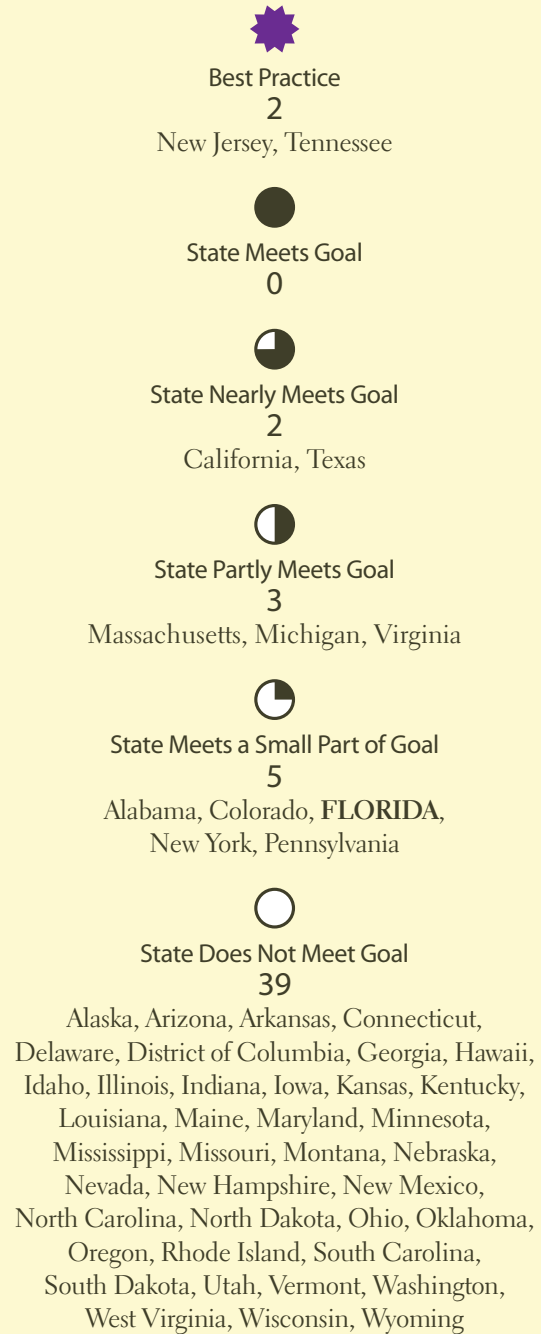 Best Practice
2
New Jersey, Tennessee
State Meets Goal
0
State Nearly Meets Goal
2
California, Texas
State Partly Meets Goal
3
Massachusetts, Michigan, Virginia
State Meets a Small Part of Goal
5
Alabama, Colorado, FLORIDA,
New York, Pennsylvania
State Does Not Meet Goal
39
Alaska, Arizona, Arkansas, Connecticut,
Delaware, District of Columbia, Georgia, Hawaii,
Idaho, Illinois, Indiana, Iowa, Kansas, Kentucky,
Louisiana, Maine, Maryland, Minnesota,
Mississippi, Missouri, Montana, Nebraska,
Nevada, New Hampshire, New Mexico,
North Carolina, North Dakota, Ohio, Oklahoma,
Oregon, Rhode Island, South Carolina,
South Dakota, Utah, Vermont, Washington,
West Virginia, Wisconsin, Wyoming